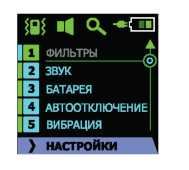 1 ФИЛЬТРЫ
2 ЗВУК
3 БАТАРЕЯ
4 АВТООТКЛЮЧЕНИЕ
5 ВИБРАЦИЯ
НАСТРОЙКИ